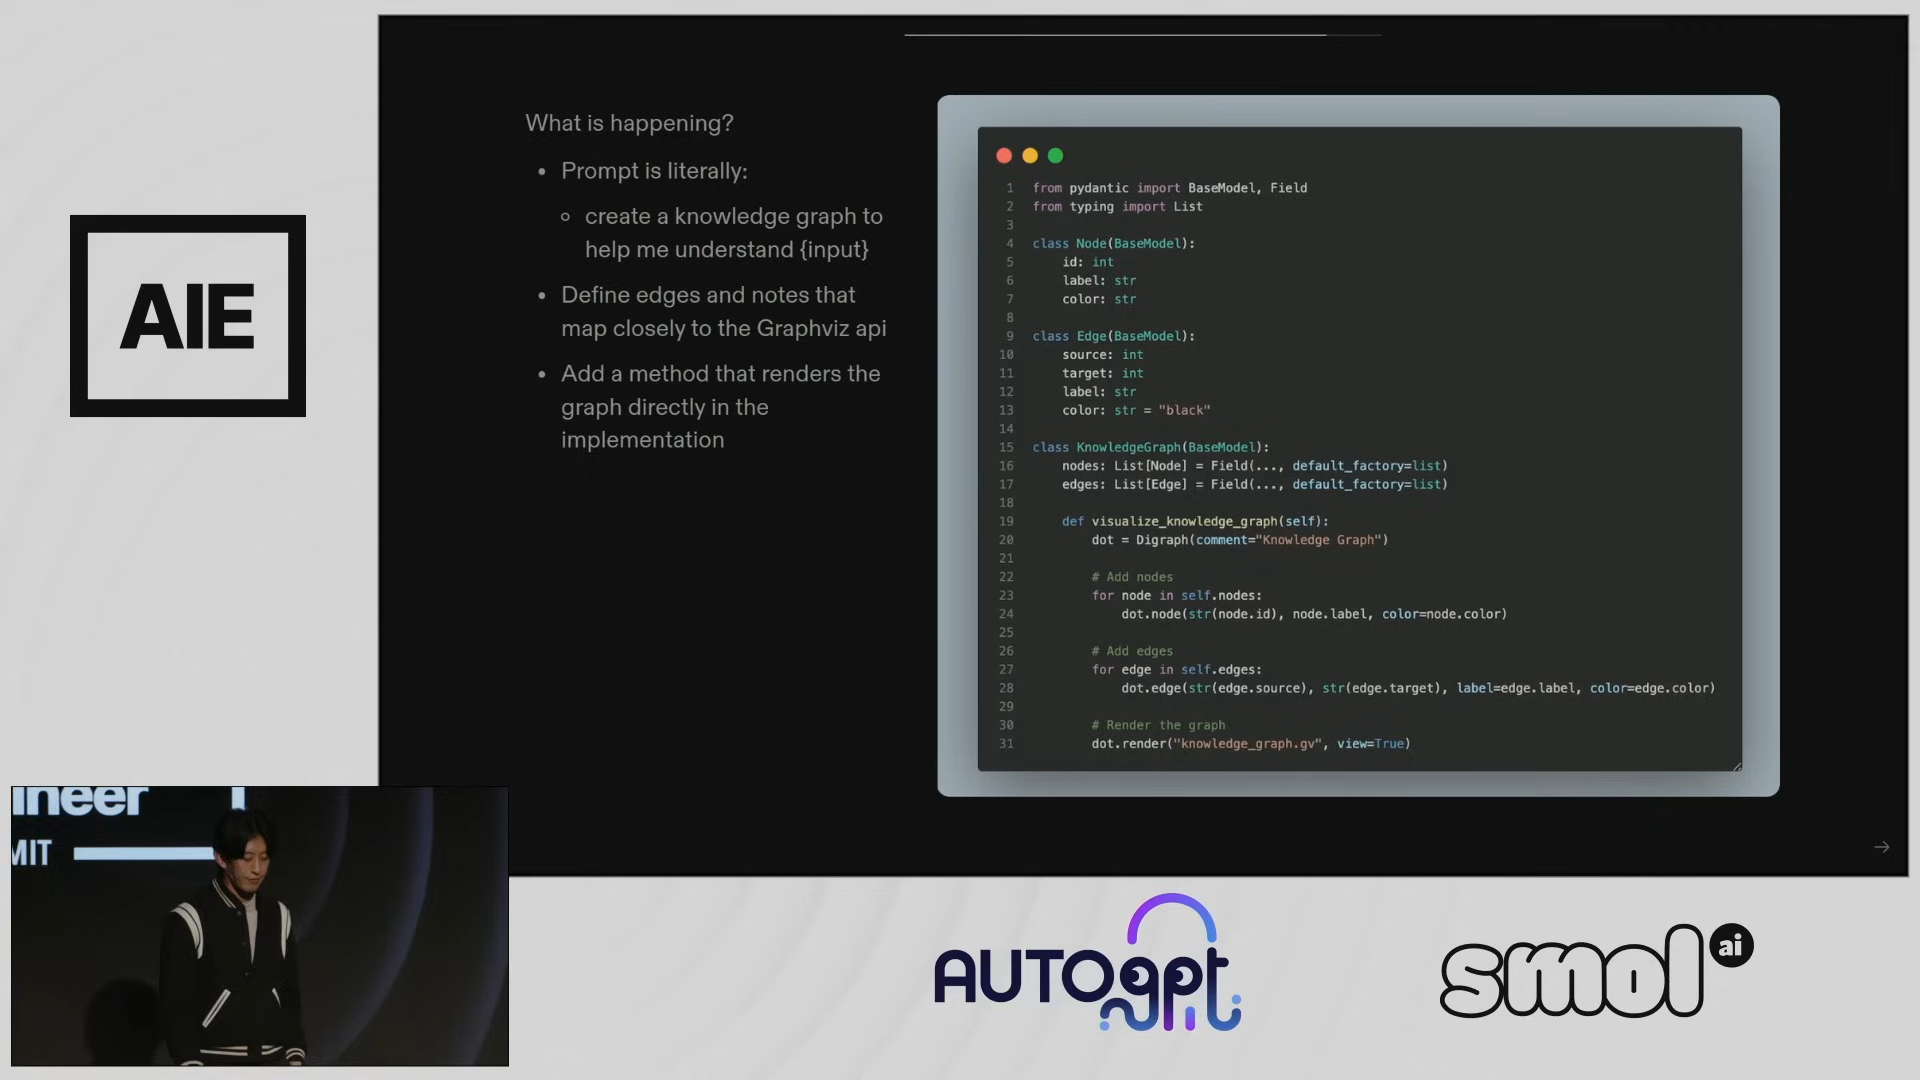 AIE
What is happening?
• Prompt is literally:
○ create a knowledge graph to
help me understand {input}
• Define edges and notes that
map closely to the Graphviz api
• Add a method that renders the
graph directly in the
implementation
1 from pydantic import BaseModel, Field
2 from typing import List
3
4 class Node(BaseModel):
5     id: int
6     label: str
7     color: str
8
9 class Edge(BaseModel):
10     source: int
11     target: int
12     label: str
13     color: str = "black"
14
15 class KnowledgeGraph(BaseModel):
16     nodes: List[Node] = Field(..., default_factory=list)
17     edges: List[Edge] = Field(..., default_factory=list)
18
19     def visualize_knowledge_graph(self):
20         dot = Digraph(comment="Knowledge Graph")
21
22         # Add nodes
23         for node in self.nodes:
24             dot.node(str(node.id), node.label, color=node.color)
25
26         # Add edges
27         for edge in self.edges:
28             dot.edge(str(edge.source), str(edge.target), label=edge.label, color=edge.color)
29
30         # Render the graph
31         dot.render("knowledge_graph.gv", view=True)
→
ineer
MIT
AUTOgpt
smol ai